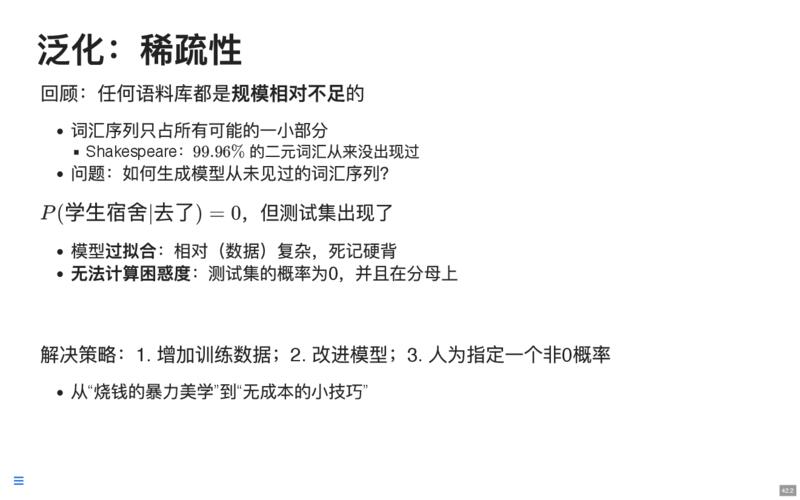 泛化：稀疏性
回顾：任何语料库都是规模相对不足的
• 词汇序列只占所有可能的一小部分
▪ Shakespeare：99.96% 的二元词汇从来没出现过
• 问题：如何生成模型从未见过的词汇序列?
P(学生宿舍|去了) = 0，但测试集出现了
• 模型过拟合：相对（数据）复杂，死记硬背
• 无法计算困惑度：测试集的概率为0，并且在分母上
解决策略：1. 增加训练数据；2. 改进模型；3. 人为指定一个非0概率
• 从“烧钱的暴力美学”到“无成本的小技巧”
42.2